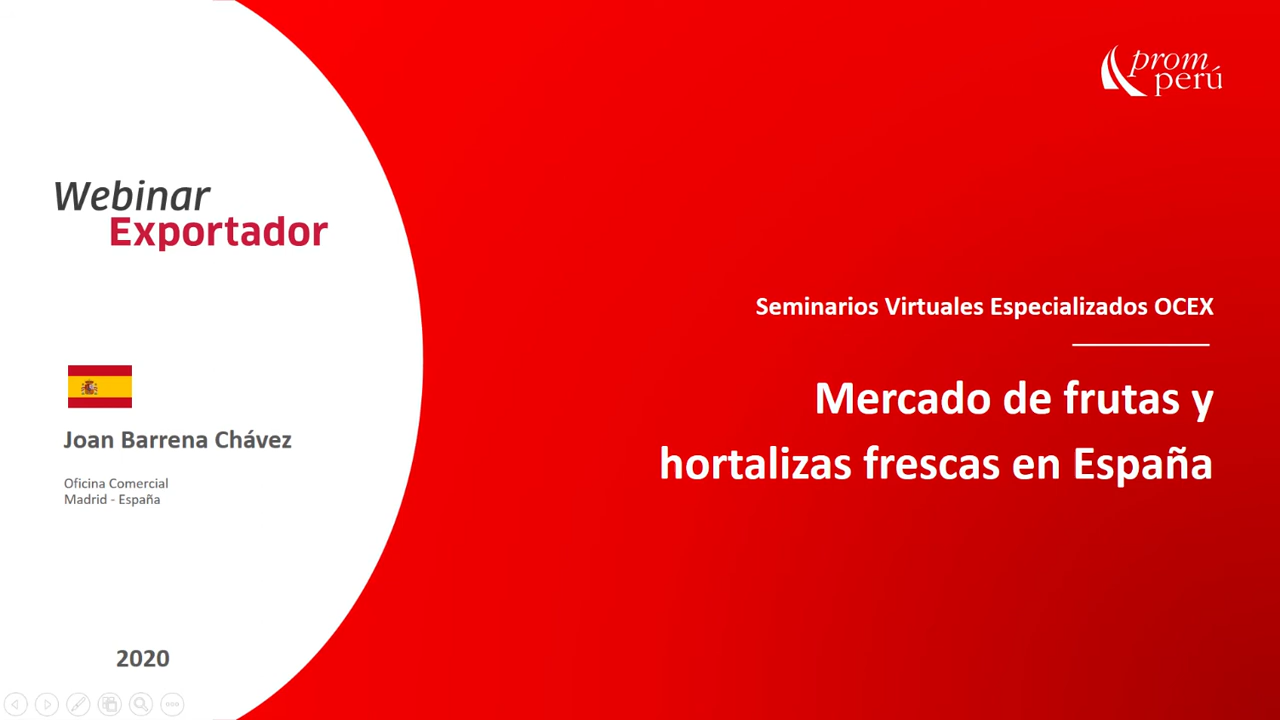 prom
perú
Webinar
Exportador
Joan Barrena Chávez
Oficina Comercial
Madrid - España
2020
Seminarios Virtuales Especializados OCEX
Mercado de frutas y
hortalizas frescas en España